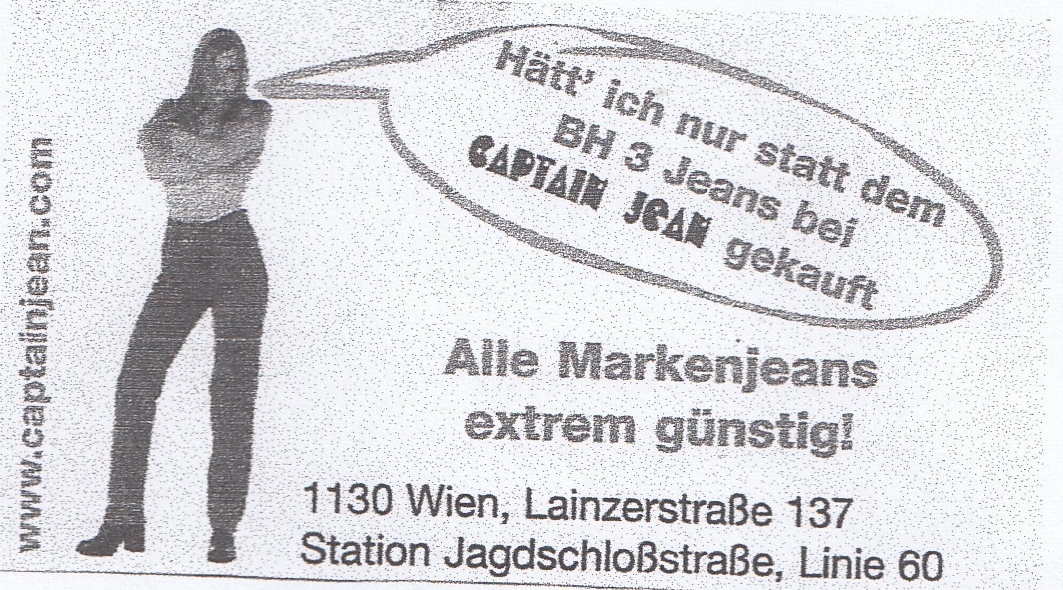 Hätt' ich nur statt dem
BH 3 Jeans bei
CAPTAIN JEAN gekauft
Alle Markenjeans
extrem günstig!
1130 Wien, Lainzerstraße 137
Station Jagdschloßstraße, Linie 60
www.captainjean.com